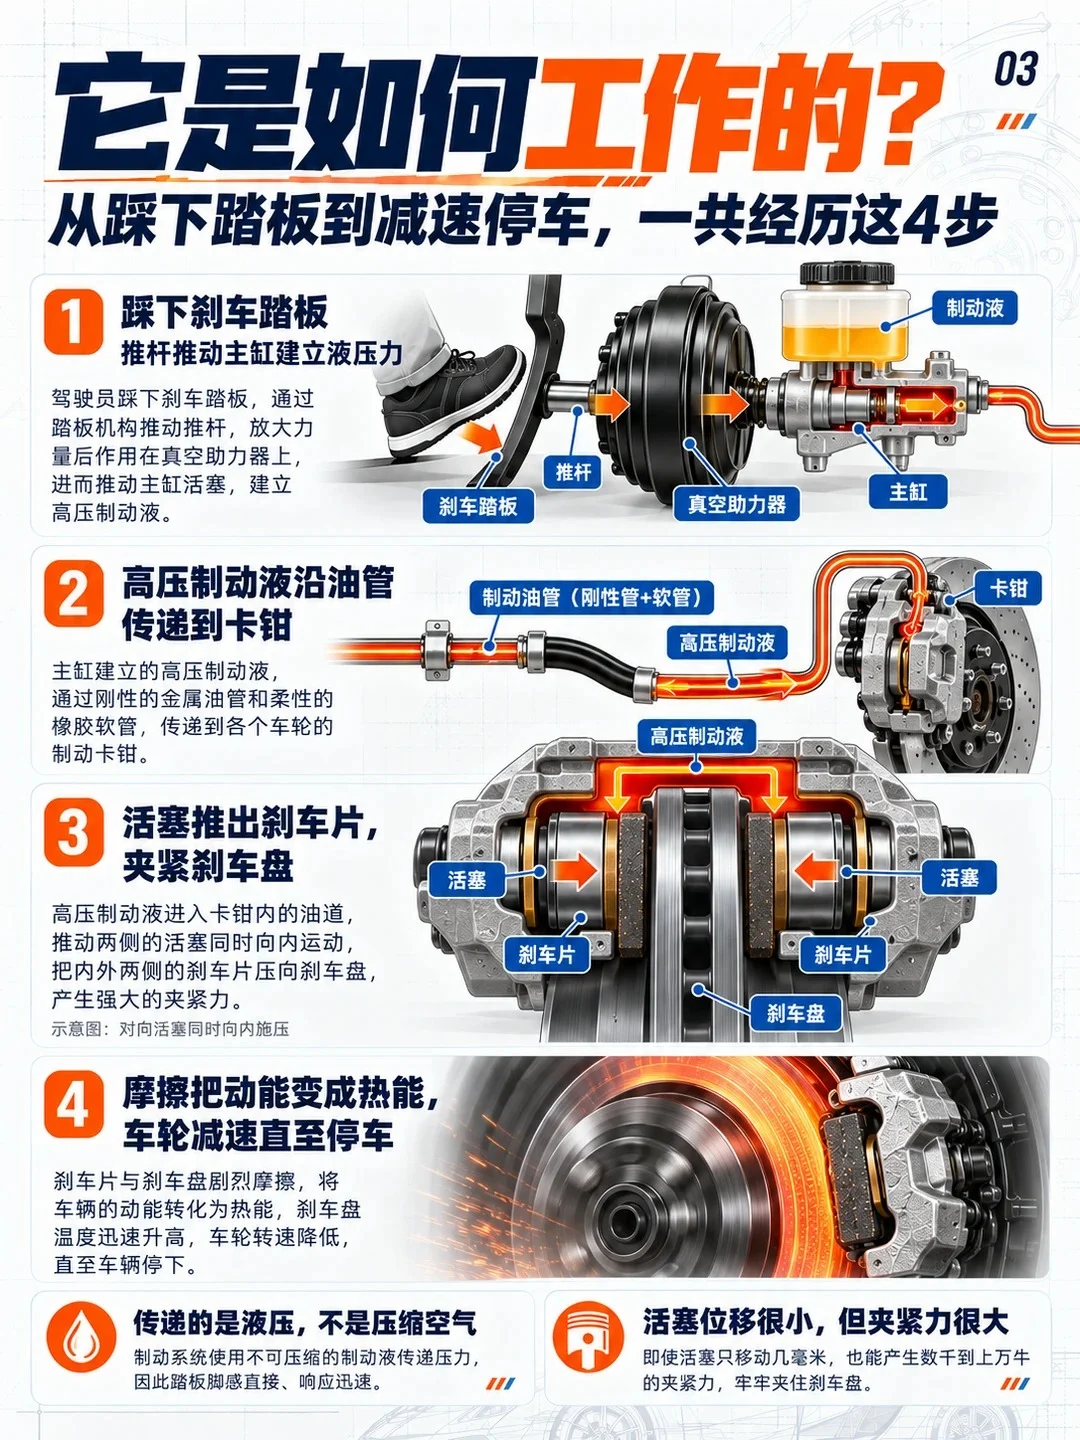 它是如何工作的?
03
从踩下踏板到减速停车，一共经历这4步
1
踩下刹车踏板
推杆推动主缸建立液压力
驾驶员踩下刹车踏板，通过
踏板机构推动推杆，放大力
量后作用在真空助力器上，
进而推动主缸活塞，建立
高压制动液。
制动液
推杆
刹车踏板
真空助力器
主缸
2
高压制动液沿油管
传递到卡钳
主缸建立的高压制动液，
通过刚性的金属油管和柔性的
橡胶软管，传递到各个车轮的
制动卡钳。
制动油管（刚性管+软管）
高压制动液
卡钳
3
活塞推出刹车片，
夹紧刹车盘
高压制动液进入卡钳内的油道，
推动两侧的活塞同时向内运动，
把内外两侧的刹车片压向刹车盘，
产生强大的夹紧力。
示意图：对向活塞同时向内施压
高压制动液
活塞
活塞
刹车片
刹车片
刹车盘
4
摩擦把动能变成热能，
车轮减速直至停车
刹车片与刹车盘剧烈摩擦，将
车辆的动能转化为热能，刹车盘
温度迅速升高，车轮转速降低，
直至车辆停下。
传递的是液压，不是压缩空气
制动系统使用不可压缩的制动液传递压力，
因此踏板脚感直接、响应迅速。
活塞位移很小，但夹紧力很大
即使活塞只移动几毫米，也能产生数千到上万牛
的夹紧力，牢牢夹住刹车盘。